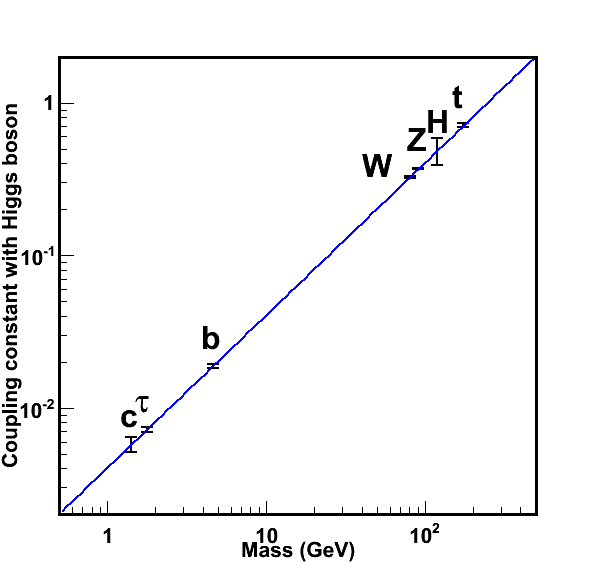 Coupling constant with Higgs boson
1
10⁻¹
10⁻²
t
H
Z
W
b
τ
c
1
10
10²
Mass (GeV)